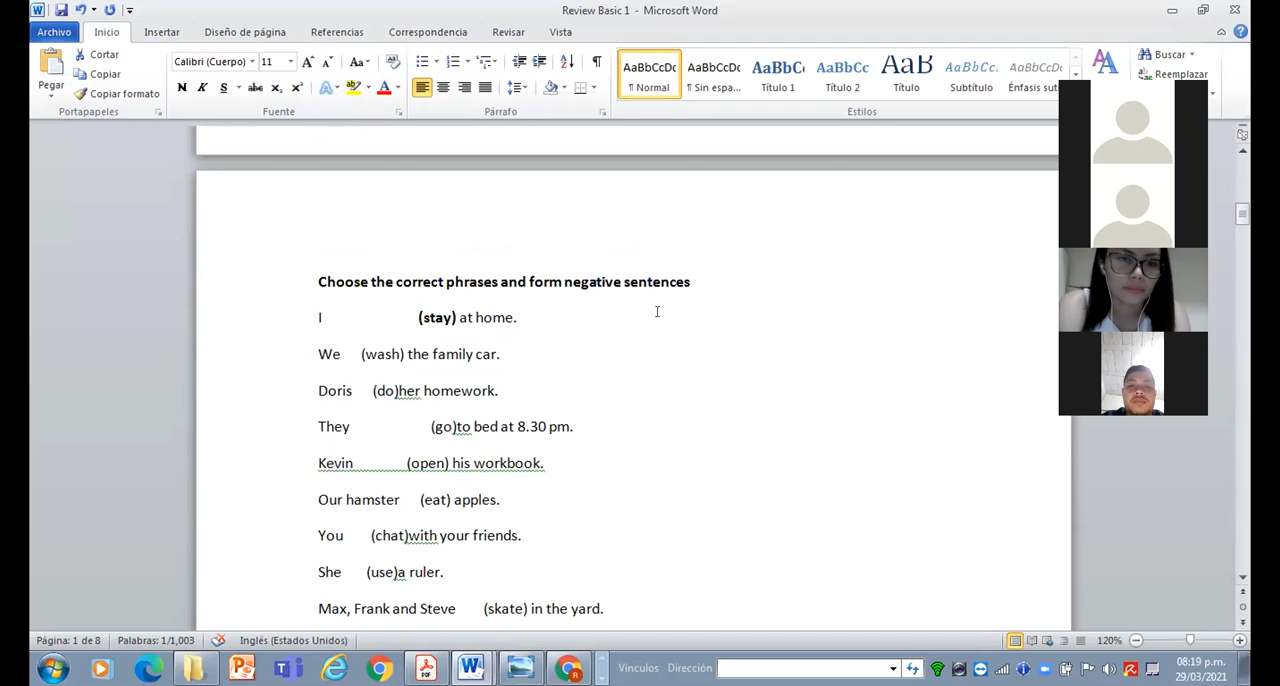 Review Basic 1 - Microsoft Word
Archivo Inicio Insertar Diseño de página Referencias Correspondencia Revisar Vista
Pegar
Cortar
Copiar
Copiar formato
Portapapeles
Calibri (Cuerpo) 11
N K S abc x₂ x²
Fuente
Párrafo
AaBbCcDc AaBbCcDc AaBbC AaBbCc AaB AaBbCc. AaBbCcDc
¶ Normal ¶ Sin espa... Título 1 Título 2 Título Subtítulo Énfasis sut
Estilos
Buscar
Reemplazar
Choose the correct phrases and form negative sentences
I (stay) at home.
We (wash) the family car.
Doris (do)her homework.
They (go)to bed at 8.30 pm.
Kevin (open) his workbook.
Our hamster (eat) apples.
You (chat)with your friends.
She (use)a ruler.
Max, Frank and Steve (skate) in the yard.
Página: 1 de 8 Palabras: 1/1,003 Inglés (Estados Unidos) 120%
Vínculos Dirección
08:19 p.m.
29/03/2021